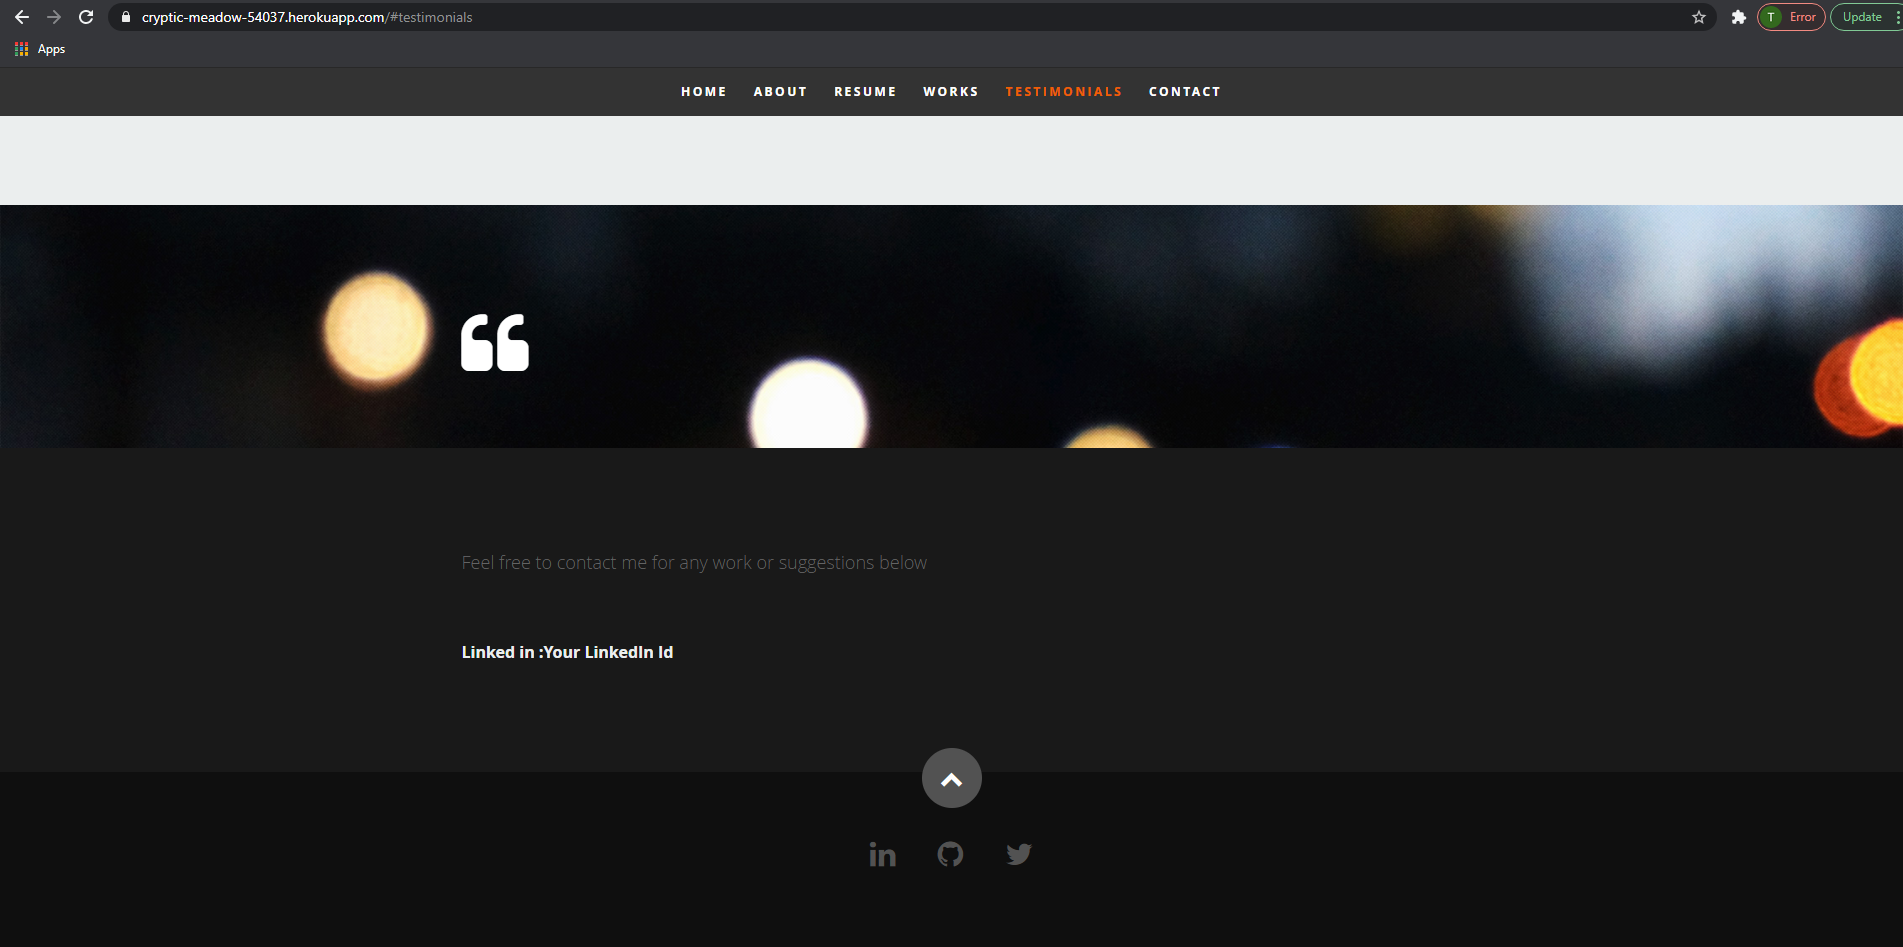 cryptic-meadow-54037.herokuapp.com/#testimonials
T Error Update
Apps
HOME ABOUT RESUME WORKS TESTIMONIALS CONTACT
Feel free to contact me for any work or suggestions below
Linked in :Your LinkedIn Id